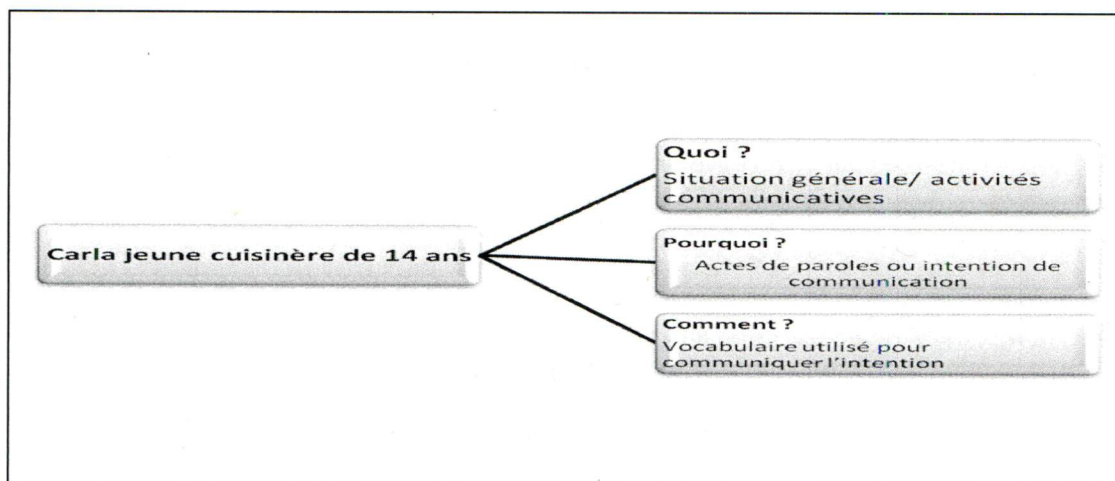 Carla jeune cuisinère de 14 ans
Quoi ?
Situation générale/ activités
communicatives
Pourquoi ?
Actes de paroles ou intention de
communication
Comment ?
Vocabulaire utilisé pour
communiquer l'intention